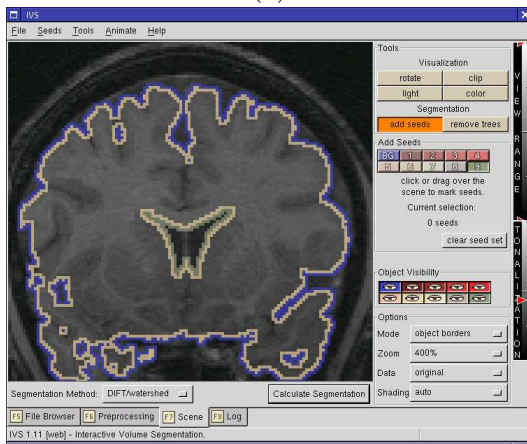 IVS
File Seeds Tools Animate Help
Tools
Visualization
rotate clip
light color
Segmentation
add seeds remove trees
Add Seeds
BG 1 2 3 4
5 6 7 8 9
click or drag over the
scene to mark seeds.
Current selection:
0 seeds
clear seed set
Object Visibility
Options
Mode object borders
Zoom 400%
Data original
Shading auto
VIEW RANGE
TONALIZATION
Segmentation Method: DIFT/watershed Calculate Segmentation
F5 File Browser F6 Preprocessing F7 Scene F8 Log
IVS 1.11 [web] - Interactive Volume Segmentation.